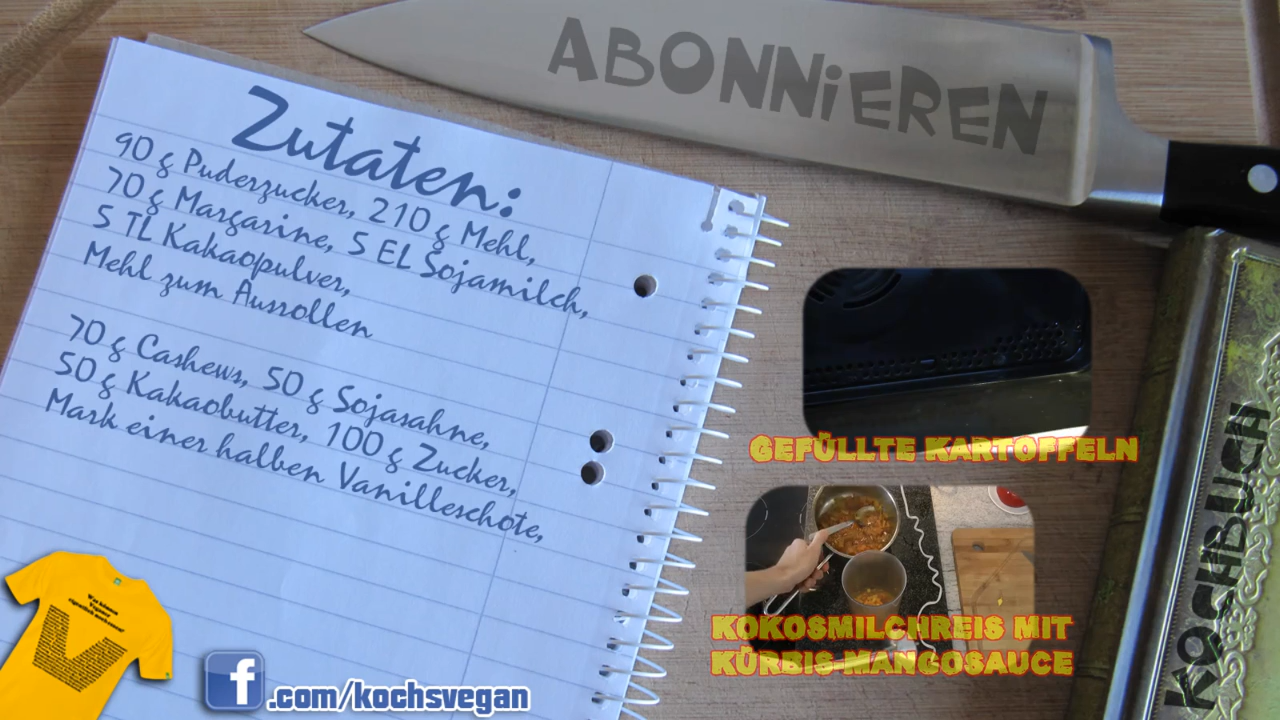 ABONNiEREN
Zutaten:
90 g Puderzucker, 210 g Mehl,
70 g Margarine, 5 EL Sojamilch,
5 TL Kakaopulver,
Mehl zum Ausrollen
70 g Cashews, 50 g Sojasahne,
50 g Kakaobutter, 100 g Zucker,
Mark einer halben Vanilleschote,
GEFÜLLTE KARTOFFELN
KOKOSMILCHREIS MIT
KÜRBIS-MANGOSAUCE
KOCHBUCH
f .com/kochsvegan